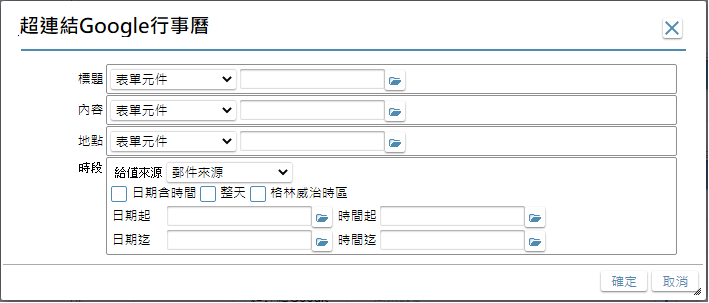 超連結Google行事曆
標題 表單元件
內容 表單元件
地點 表單元件
時段 給值來源 郵件來源
日期含時間 整天 格林威治時區
日期起 時間起
日期迄 時間迄
確定 取消